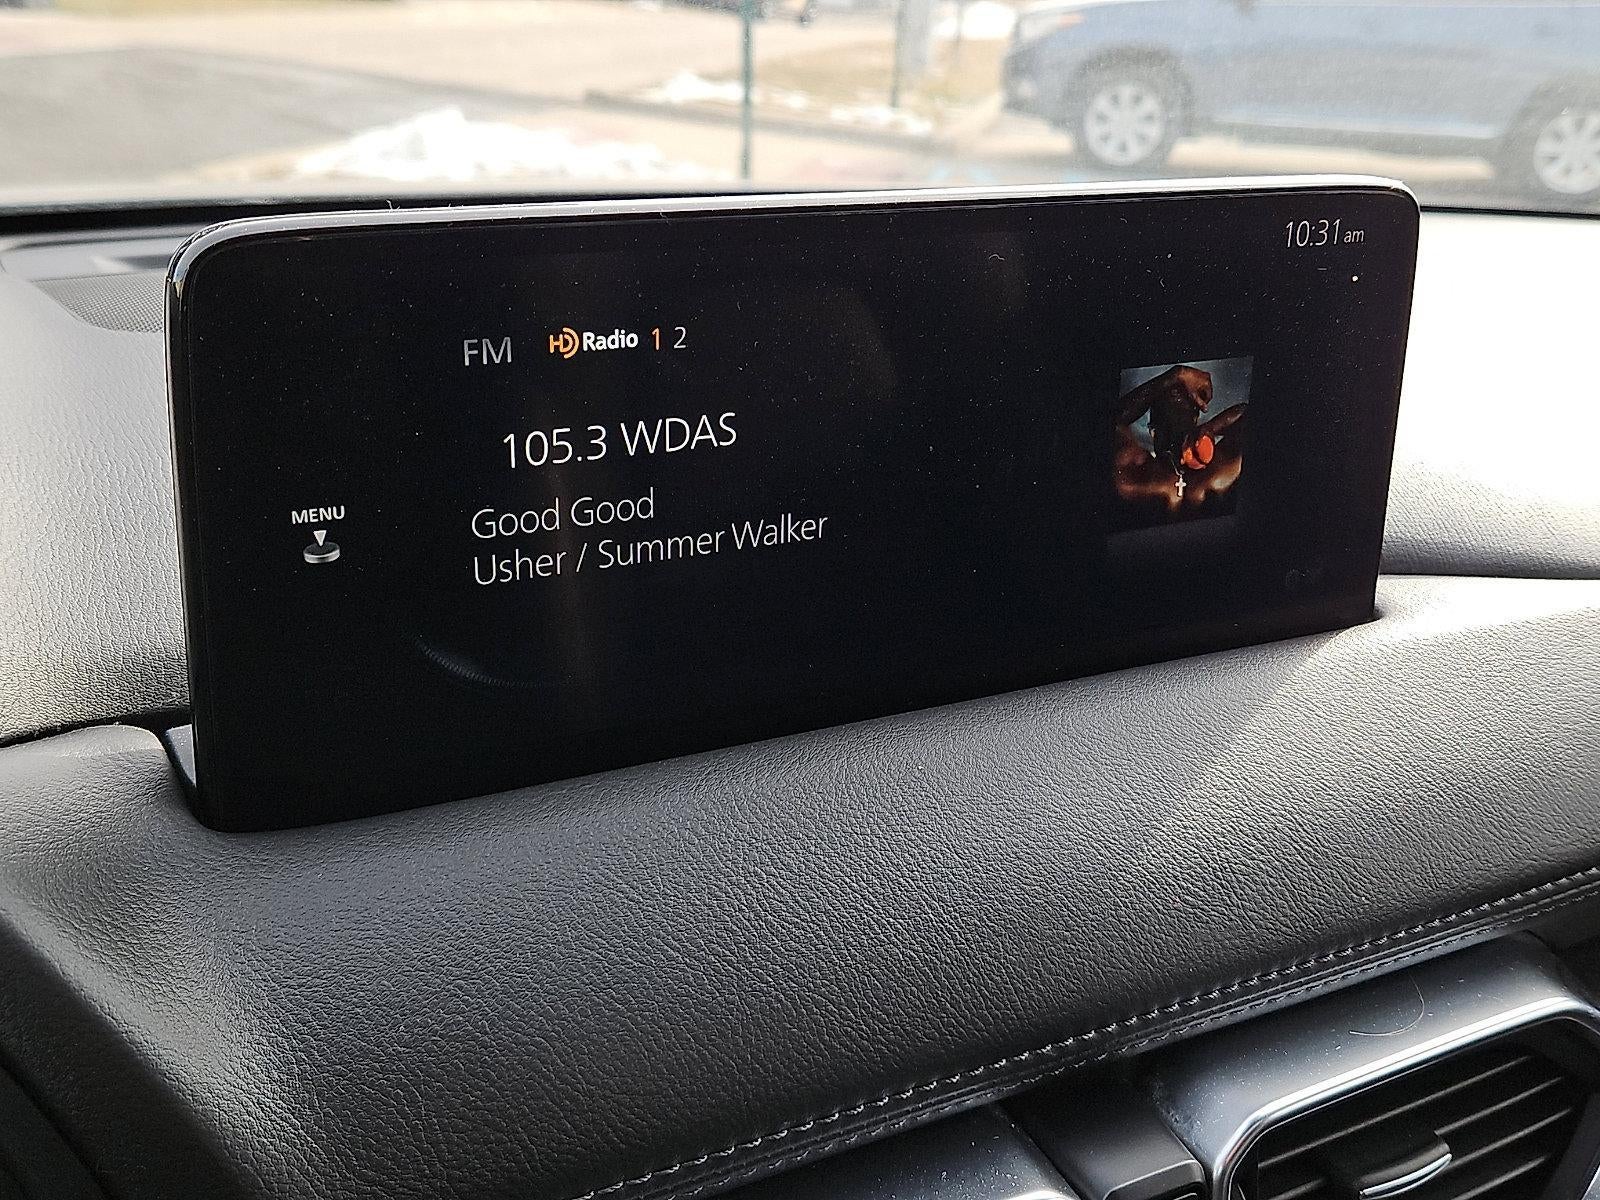 10:31 am
FM HD Radio 1 2
105.3 WDAS
Good Good
Usher / Summer Walker
MENU